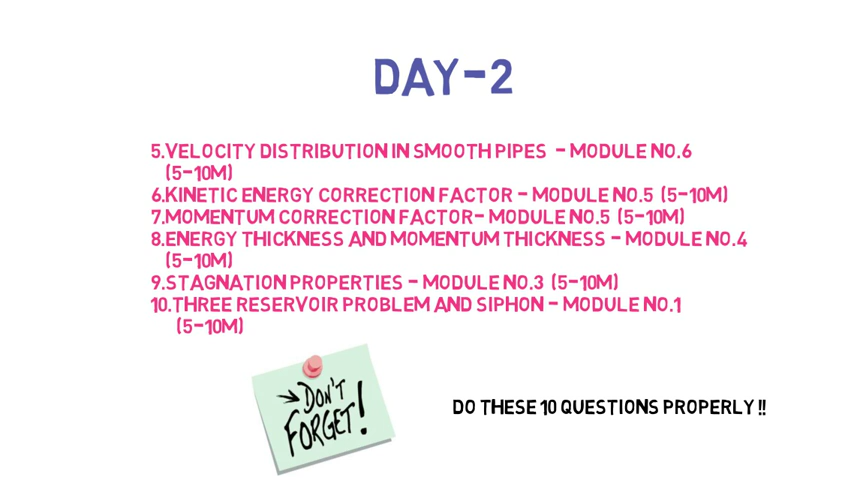 DAY-2
5.VELOCITY DISTRIBUTION IN SMOOTH PIPES - MODULE NO.6
(5-10M)
6.KINETIC ENERGY CORRECTION FACTOR - MODULE NO.5 (5-10M)
7.MOMENTUM CORRECTION FACTOR- MODULE NO.5 (5-10M)
8.ENERGY THICKNESS AND MOMENTUM THICKNESS - MODULE NO.4
(5-10M)
9.STAGNATION PROPERTIES - MODULE NO.3 (5-10M)
10.THREE RESERVOIR PROBLEM AND SIPHON - MODULE NO.1
(5-10M)
DON'T
FORGET!
DO THESE 10 QUESTIONS PROPERLY !!